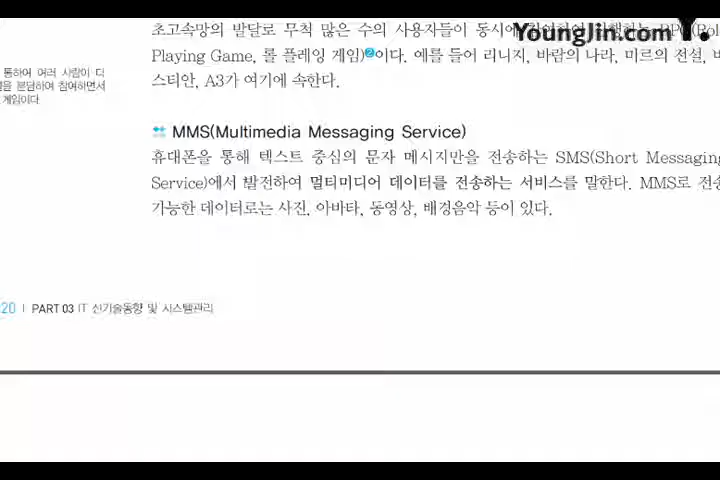 YoungJin.com Y.
초고속망의 발달로 무척 많은 수의 사용자들이 동시에
Playing Game, 롤 플레잉 게임)❷이다. 예를 들어 리니지, 바람의 나라, 미르의 전설,
스티안, A3가 여기에 속한다.
통하여 여러 사람이 더
분담하여 참여하면서
게임이다
MMS(Multimedia Messaging Service)
휴대폰을 통해 텍스트 중심의 문자 메시지만을 전송하는 SMS(Short Messaging
Service)에서 발전하여 멀티미디어 데이터를 전송하는 서비스를 말한다. MMS로 전송
가능한 데이터로는 사진, 아바타, 동영상, 배경음악 등이 있다.
20 | PART 03 IT 신기술동향 및 시스템관리